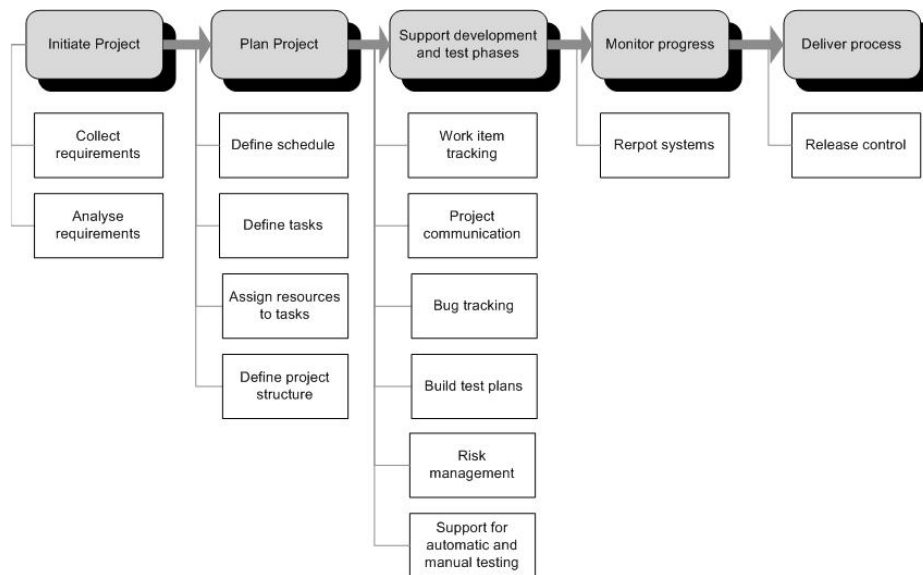 Initiate Project
Plan Project
Support development
and test phases
Monitor progress
Deliver process
Collect
requirements
Analyse
requirements
Define schedule
Define tasks
Assign resources
to tasks
Define project
structure
Work item
tracking
Project
communication
Bug tracking
Build test plans
Risk
management
Support for
automatic and
manual testing
Rerpot systems
Release control